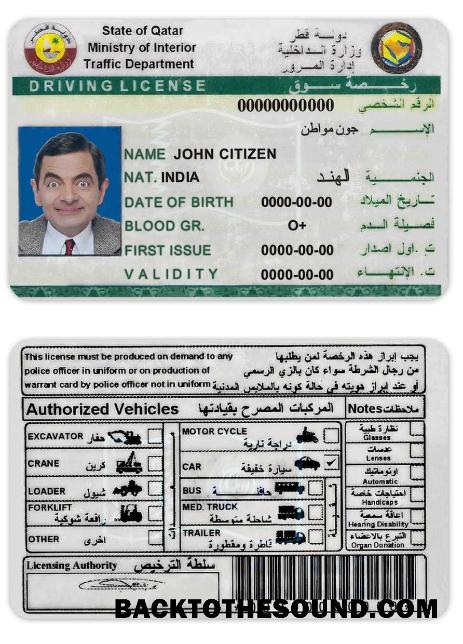 State of Qatar
Ministry of Interior
Traffic Department
دولة قطر
وزارة الداخلية
إدارة المرور
DRIVING LICENSE رخصة سوق
00000000000 الرقم الشخصي
الإسم جون مواطن
NAME JOHN CITIZEN
NAT. INDIA الهند الجنسية
DATE OF BIRTH 0000-00-00 تاريخ الميلاد
BLOOD GR. O+ فصيلة الدم
FIRST ISSUE 0000-00-00 ت. اول اصدار
VALIDITY 0000-00-00 ت. الإنتهاء
This license must be produced on demand to any
police officer in uniform or on production of
warrant card by police officer not in uniform
يجب إبراز هذه الرخصة لمن يطلبها
من رجال الشرطة سواء كان بالزي الرسمي
أو عند إبراز هويته في حالة كونه بالملابس المدنية
Authorized Vehicles المركبات المصرح بقيادتها
Notes ملاحظات
EXCAVATOR حفار
CRANE كرين
LOADER شيول
FORKLIFT رافعة شوكية
OTHER اخرى
MOTOR CYCLE دراجة نارية
CAR سيارة خفيفة
BUS حافلة
MED. TRUCK شاحنة متوسطة
TRAILER قاطرة ومقطورة
نظارة طبية
Glasses
عدسات
Lenses
اوتوماتيك
Automatic
احتياجات خاصة
Handicaps
اعاقة سمعية
Hearing Disability
التبرع بالاعضاء
Organ Donation
Licensing Authority سلطة الترخيص
BACKTOTHESOUND.COM